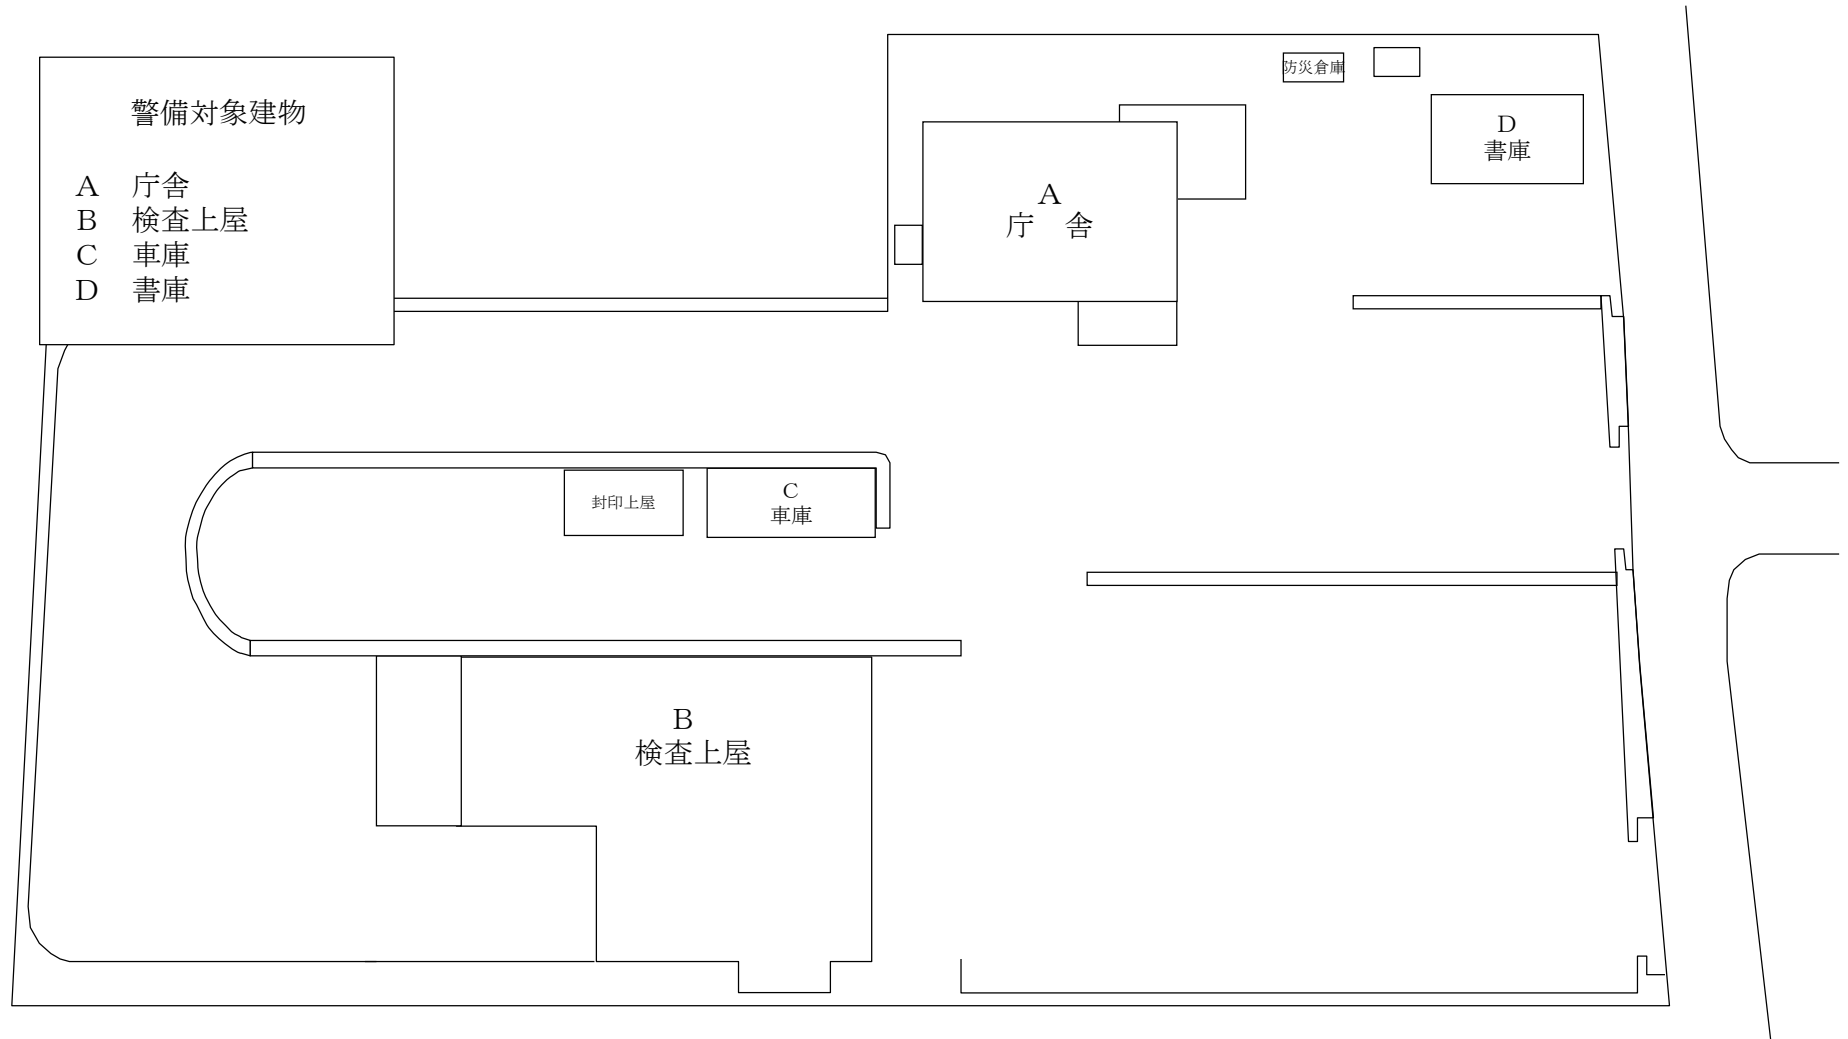 警備対象建物
A 庁舎
B 検査上屋
C 車庫
D 書庫
防災倉庫
D
書庫
A
庁 舎
封印上屋
C
車庫
B
検査上屋